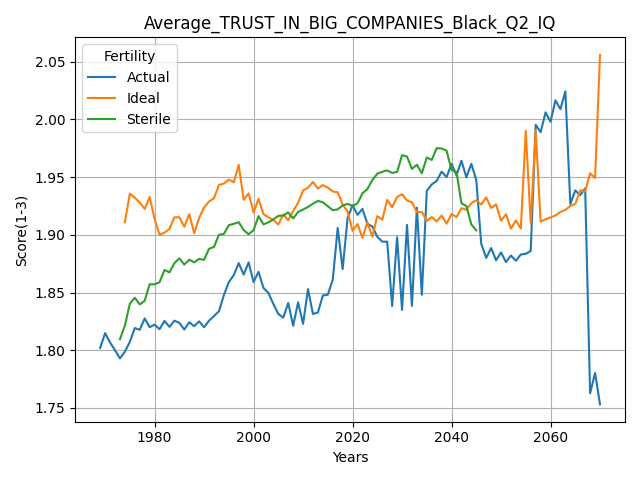 Average_TRUST_IN_BIG_COMPANIES_Black_Q2_IQ
Fertility
Actual
Ideal
Sterile
Score(1-3)
2.05
2.00
1.95
1.90
1.85
1.80
1.75
1980
2000
2020
2040
2060
Years